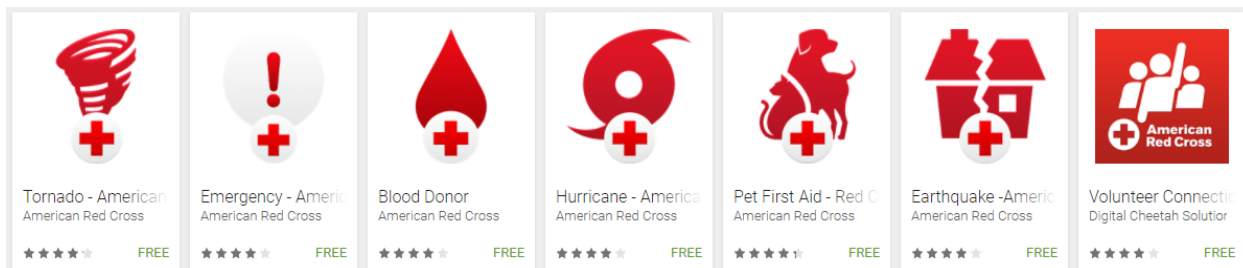 American
Red Cross
Tornado - American
Emergency - Americ
Blood Donor
Hurricane - America
Pet First Aid - Red C
Earthquake -Americ
Volunteer Connectic
American Red Cross
American Red Cross
American Red Cross
American Red Cross
American Red Cross
American Red Cross
Digital Cheetah Solution
FREE
FREE
FREE
FREE
FREE
FREE
FREE